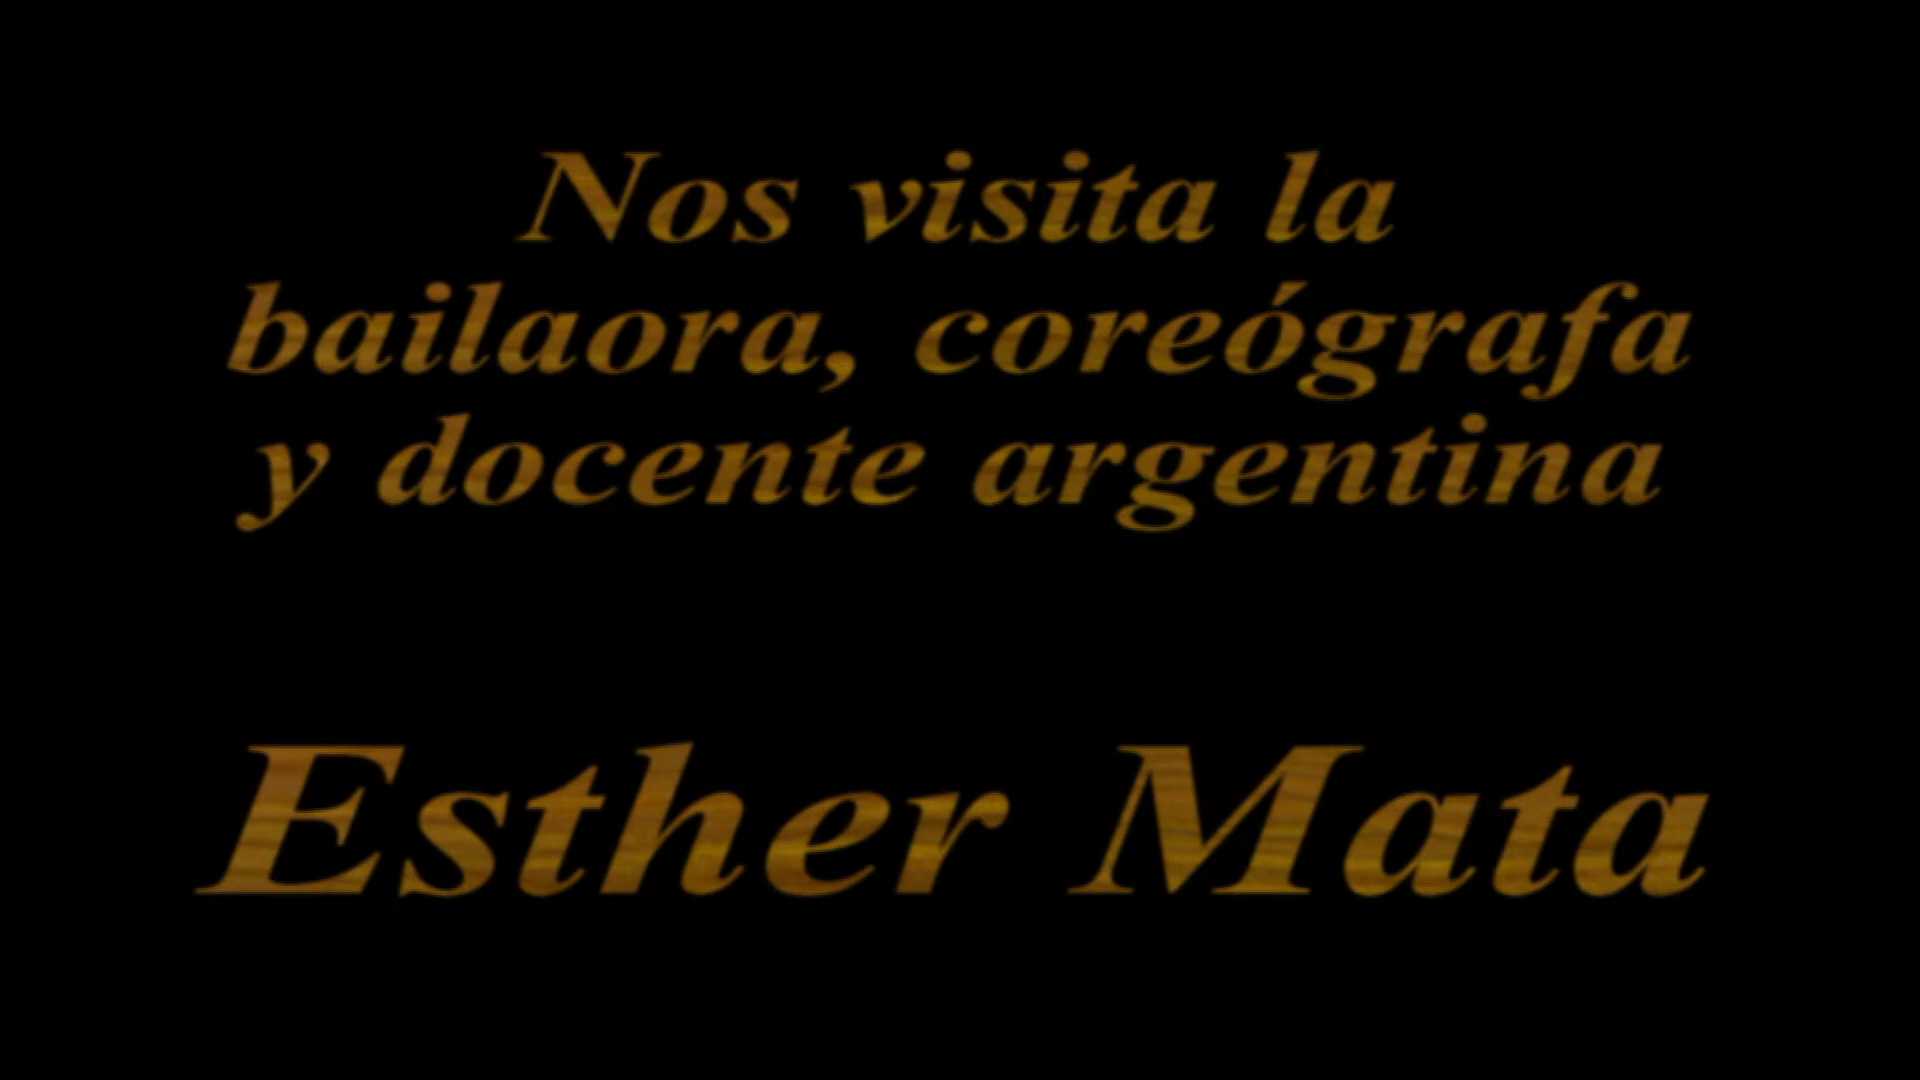 Nos visita la
bailaora, coreógrafa
y docente argentina
Esther Mata